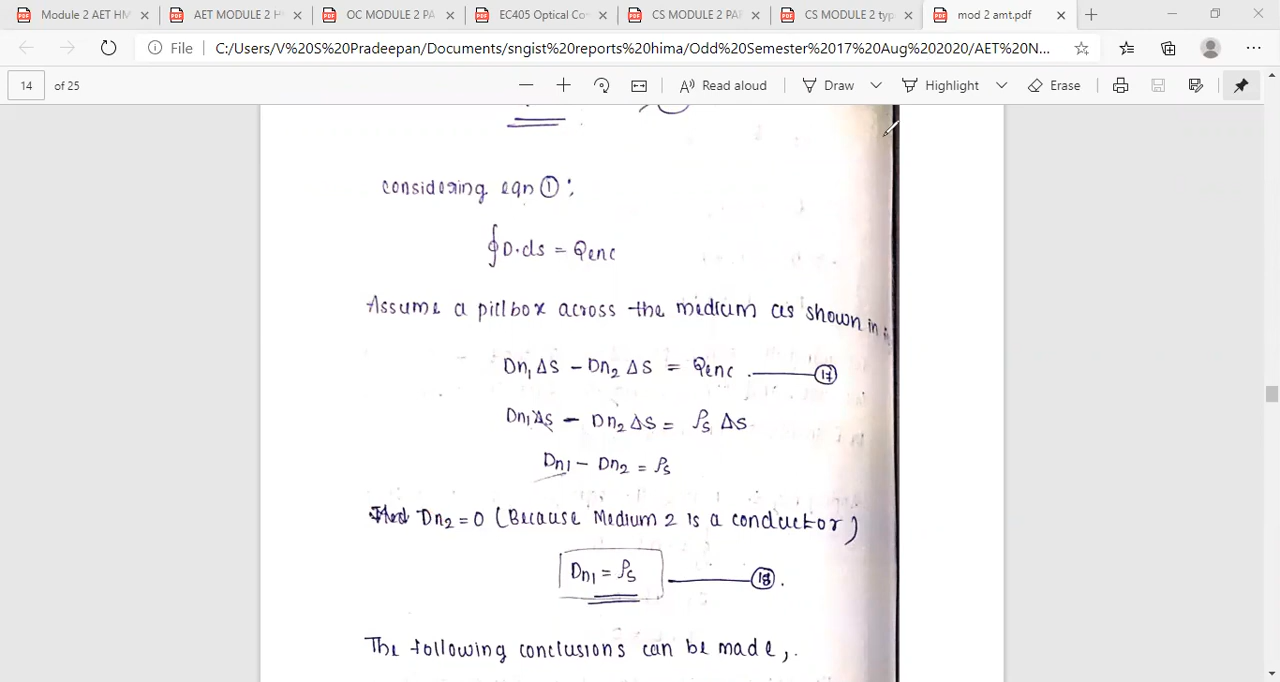 Module 2 AET HM
AET MODULE 2 H
OC MODULE 2 PA
EC405 Optical Co
CS MODULE 2 PA
CS MODULE 2 typ
mod 2 amt.pdf
File
C:/Users/V%20S%20Pradeepan/Documents/sngist%20reports%20hima/Odd%20Semester%2017%20Aug%202020/AET%20N...
14 of 25
Read aloud
Draw
Highlight
Erase
considering eqn ①:
∮D.ds = Qenc
Assume a pillbox across the medium as shown in
Dn₁ ΔS - Dn₂ ΔS = Qenc. ⑰
Dn₁ΔS - Dn₂ ΔS = ρₛ ΔS
Dn₁ - Dn₂ = ρₛ
Dn₂ = 0 (Because Medium 2 is a conductor)
Dn₁ = ρₛ ⑱.
The following conclusions can be made,.